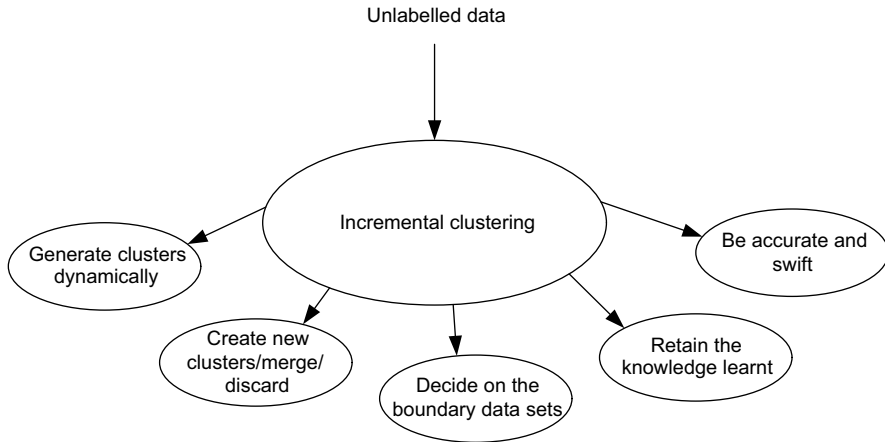 Unlabelled data
Incremental clustering
Generate clusters
dynamically
Create new
clusters/merge/
discard
Decide on the
boundary data sets
Retain the
knowledge learnt
Be accurate and
swift